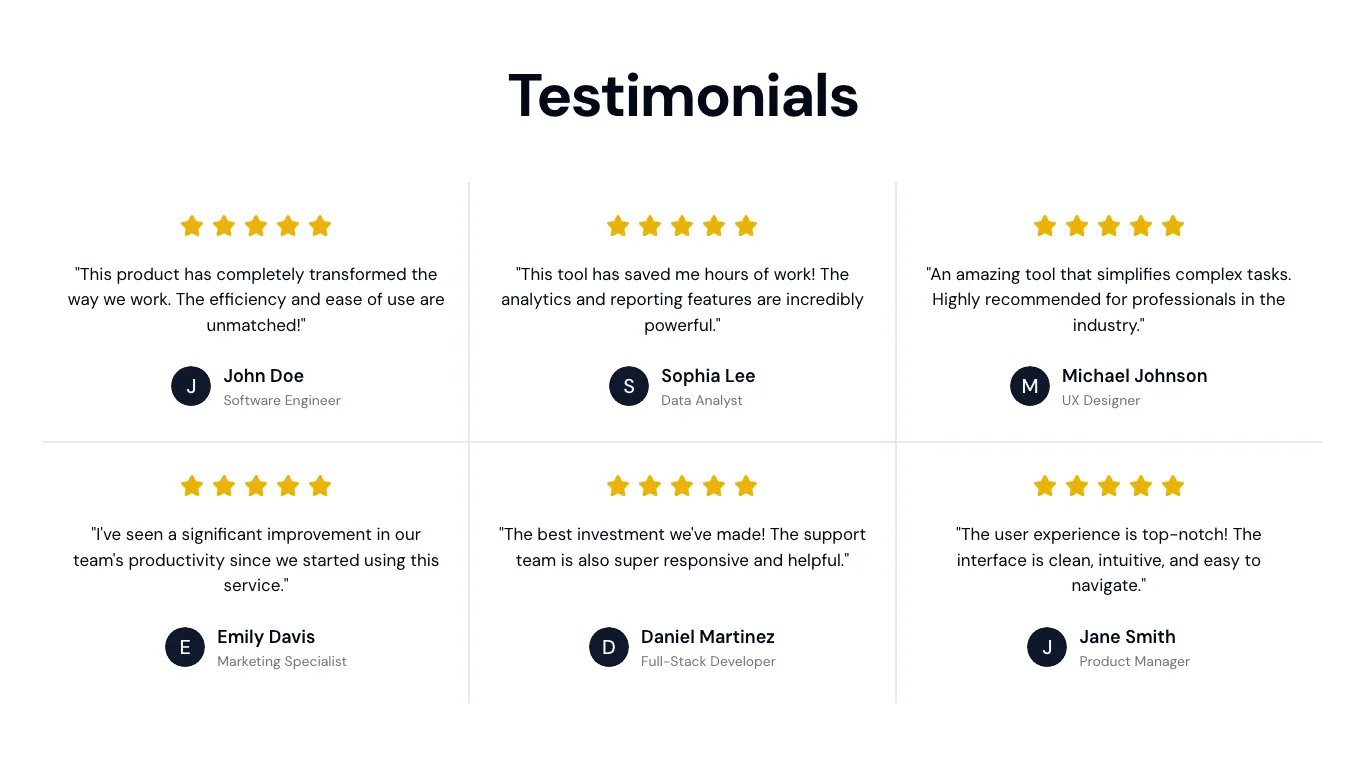 Testimonials
"This product has completely transformed the
way we work. The efficiency and ease of use are
unmatched!"
J
John Doe
Software Engineer
"This tool has saved me hours of work! The
analytics and reporting features are incredibly
powerful."
S
Sophia Lee
Data Analyst
"An amazing tool that simplifies complex tasks.
Highly recommended for professionals in the
industry."
M
Michael Johnson
UX Designer
"I've seen a significant improvement in our
team's productivity since we started using this
service."
E
Emily Davis
Marketing Specialist
"The best investment we've made! The support
team is also super responsive and helpful."
D
Daniel Martinez
Full-Stack Developer
"The user experience is top-notch! The
interface is clean, intuitive, and easy to
navigate."
J
Jane Smith
Product Manager